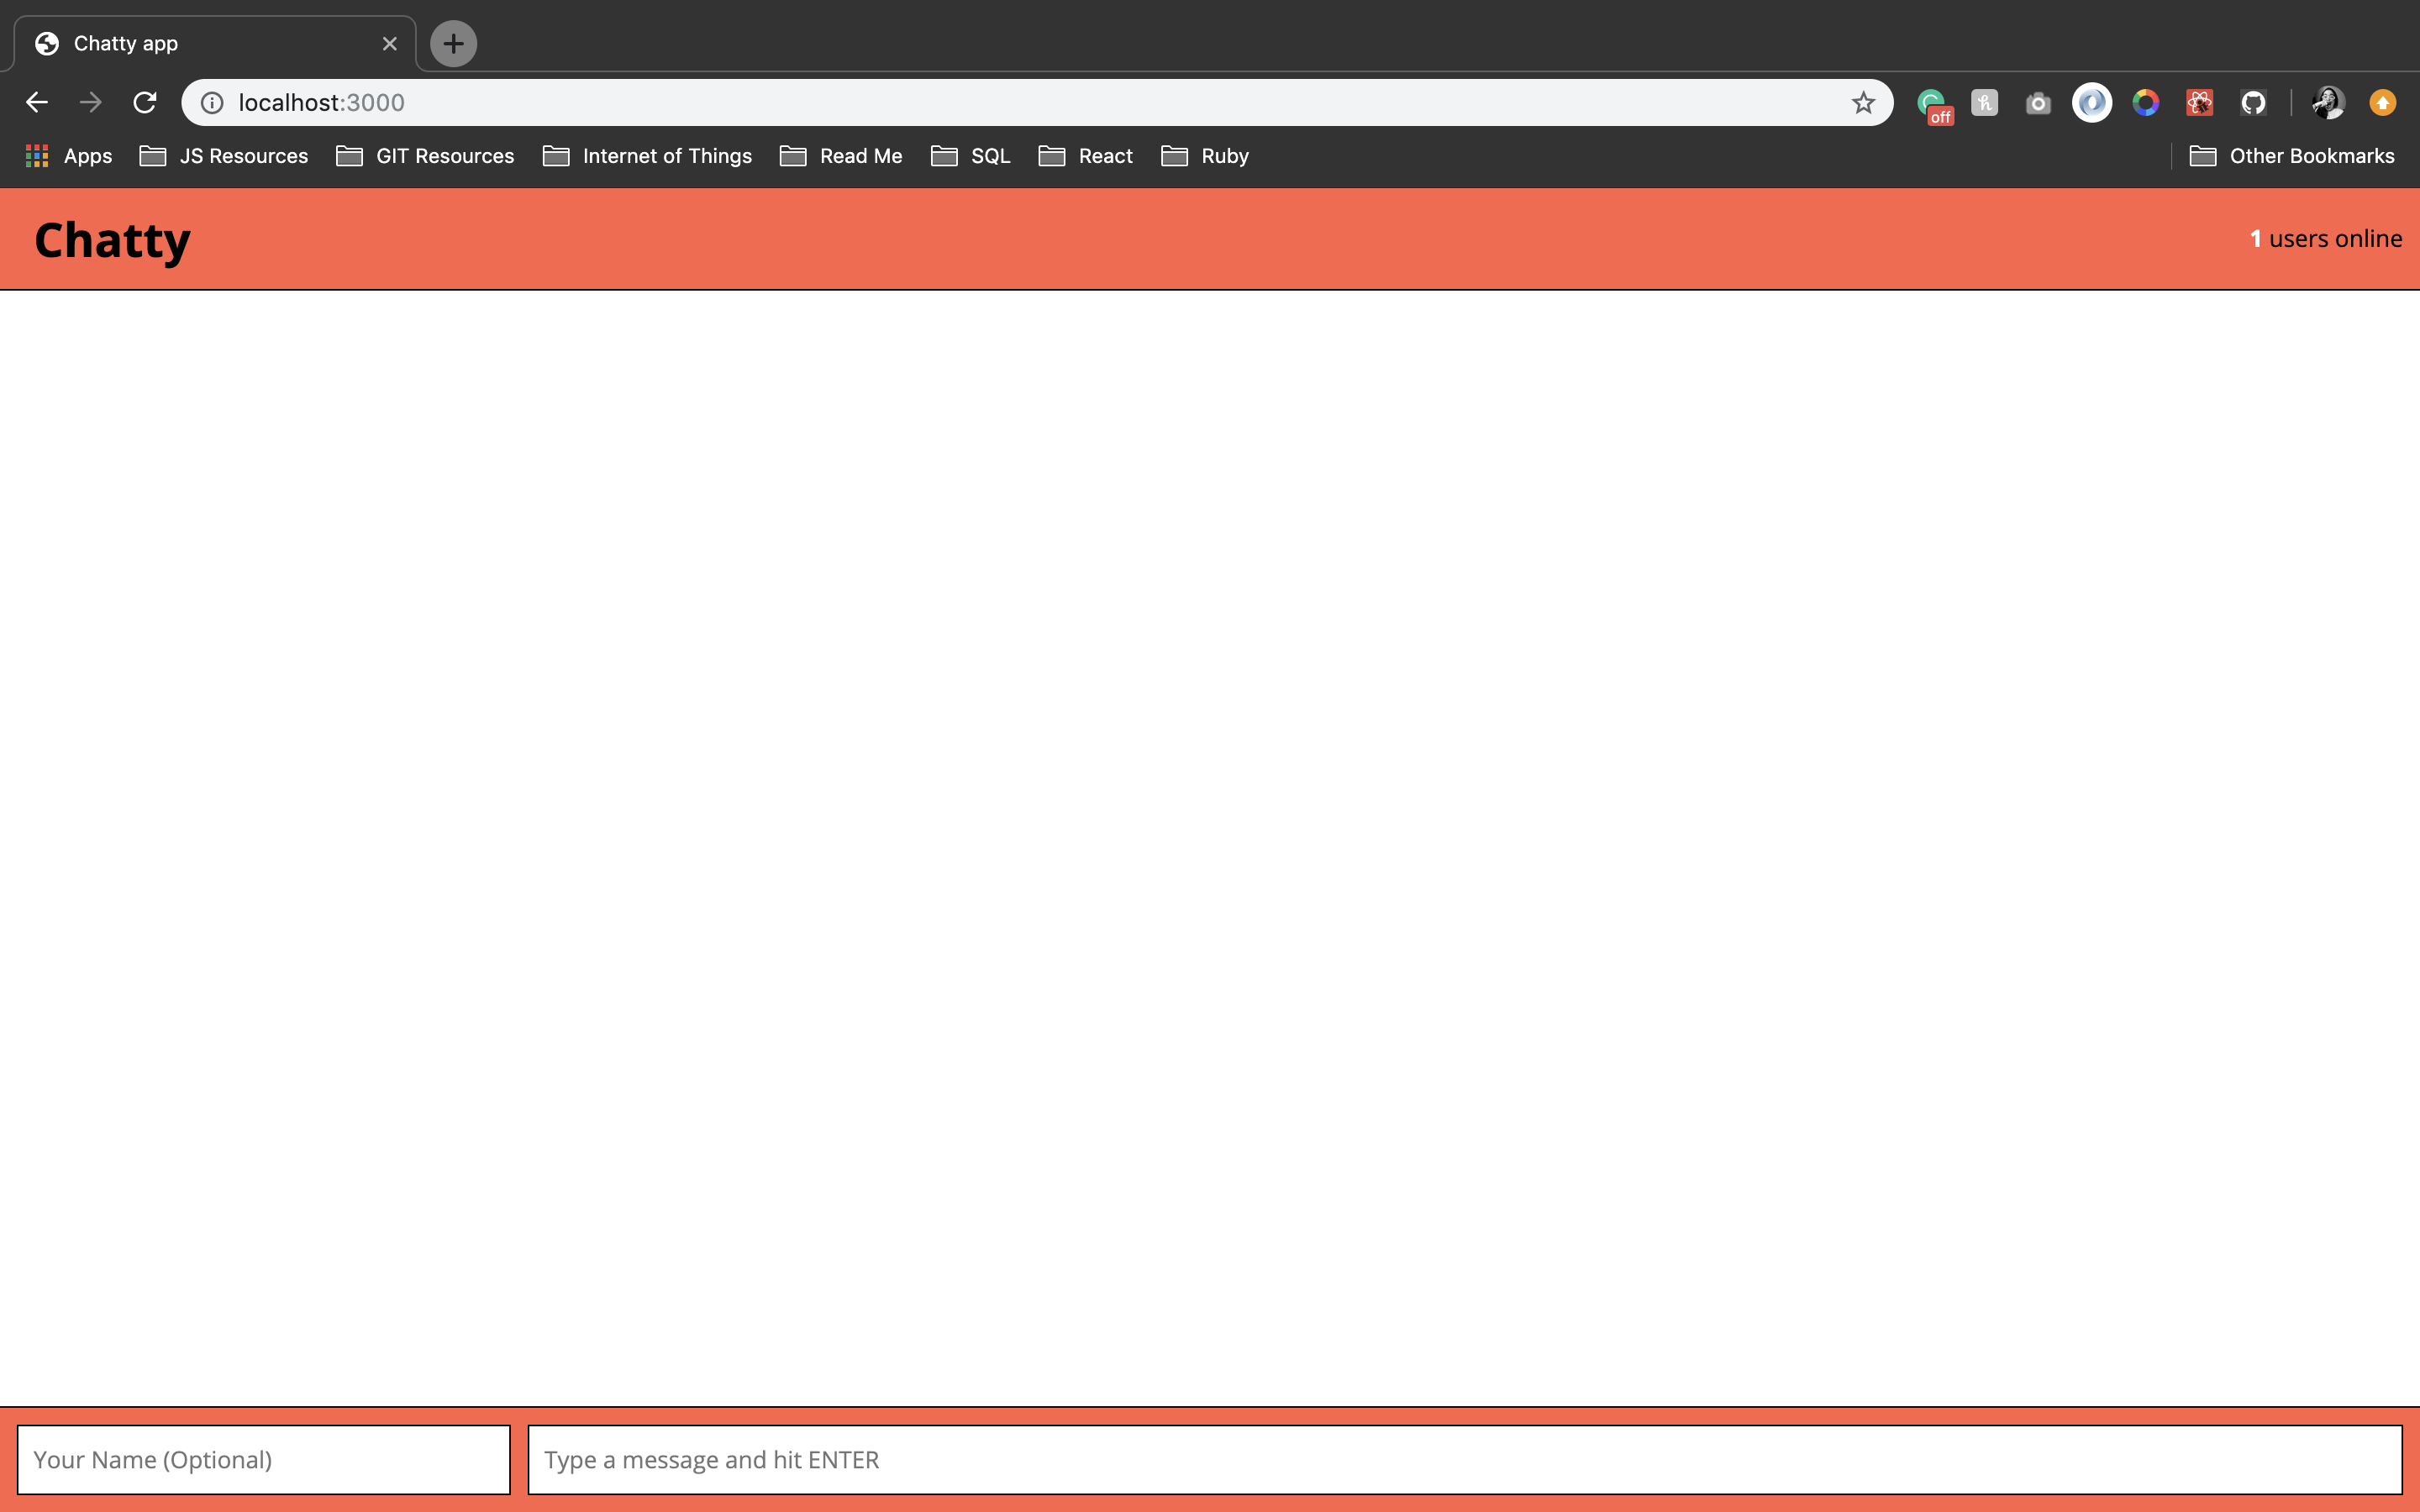 Chatty app
localhost:3000
off
Apps JS Resources GIT Resources Internet of Things Read Me SQL React Ruby Other Bookmarks
Chatty 1 users online
Your Name (Optional) Type a message and hit ENTER